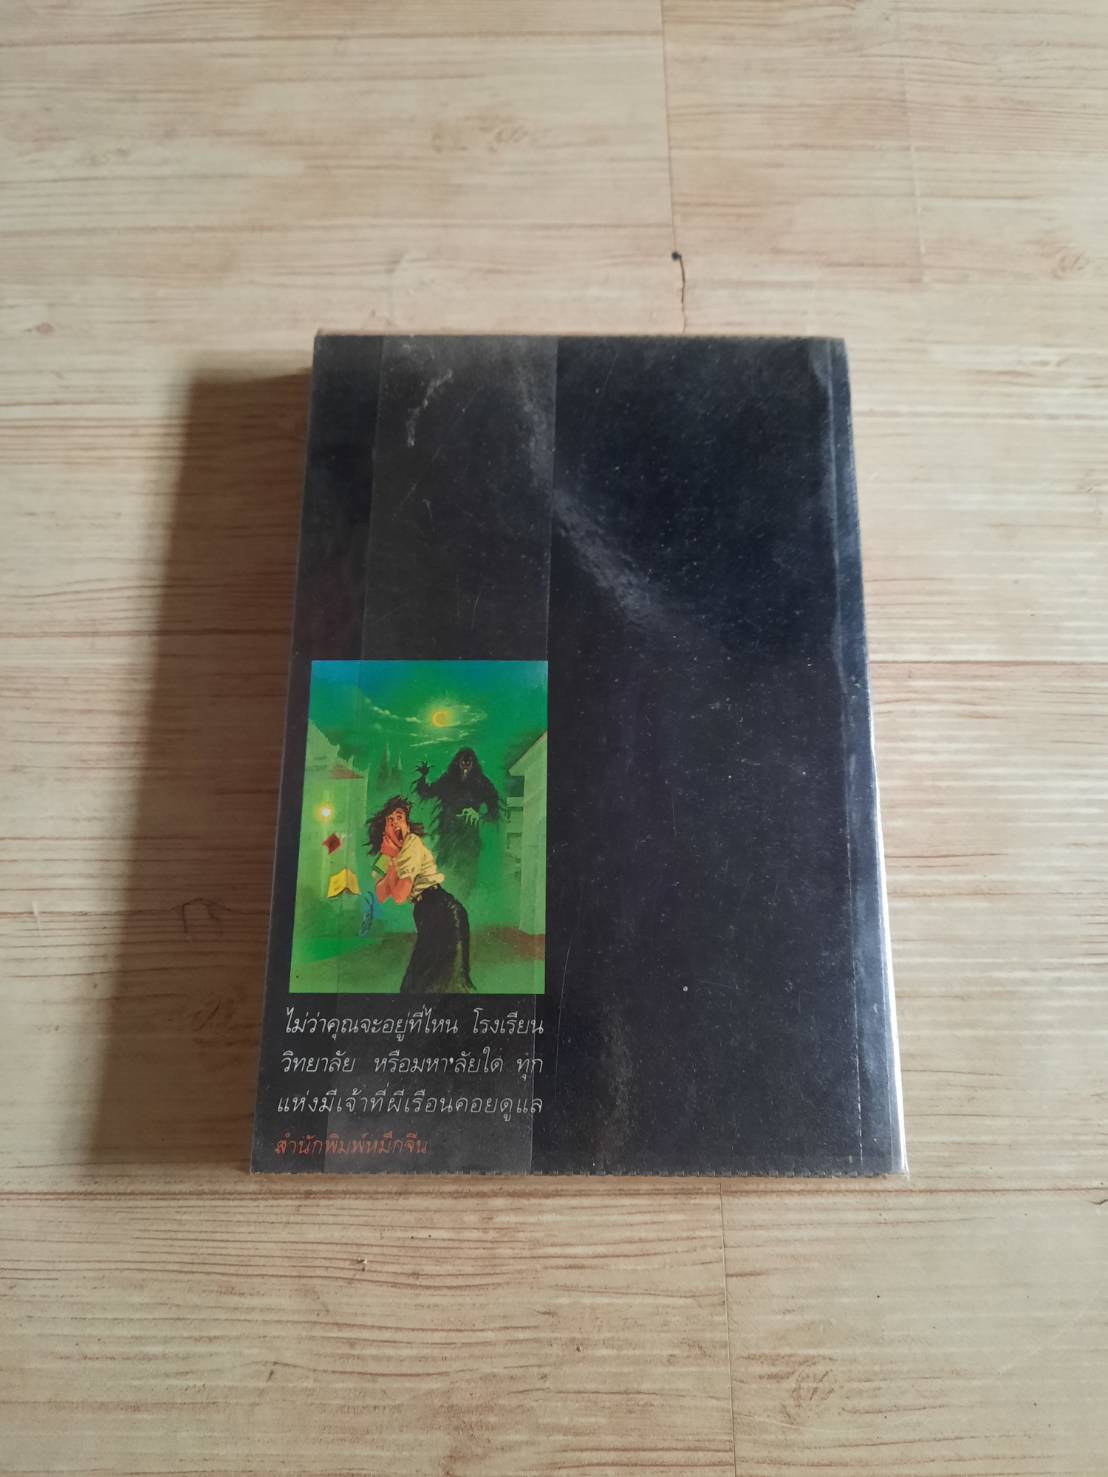 ไม่ว่าคุณจะอยู่ที่ไหน โรงเรียน
วิทยาลัย หรือมหา'ลัยใด ทุก
แห่งมีเจ้าที่ผีเรือนคอยดูแล
สำนักพิมพ์หมึกจีน